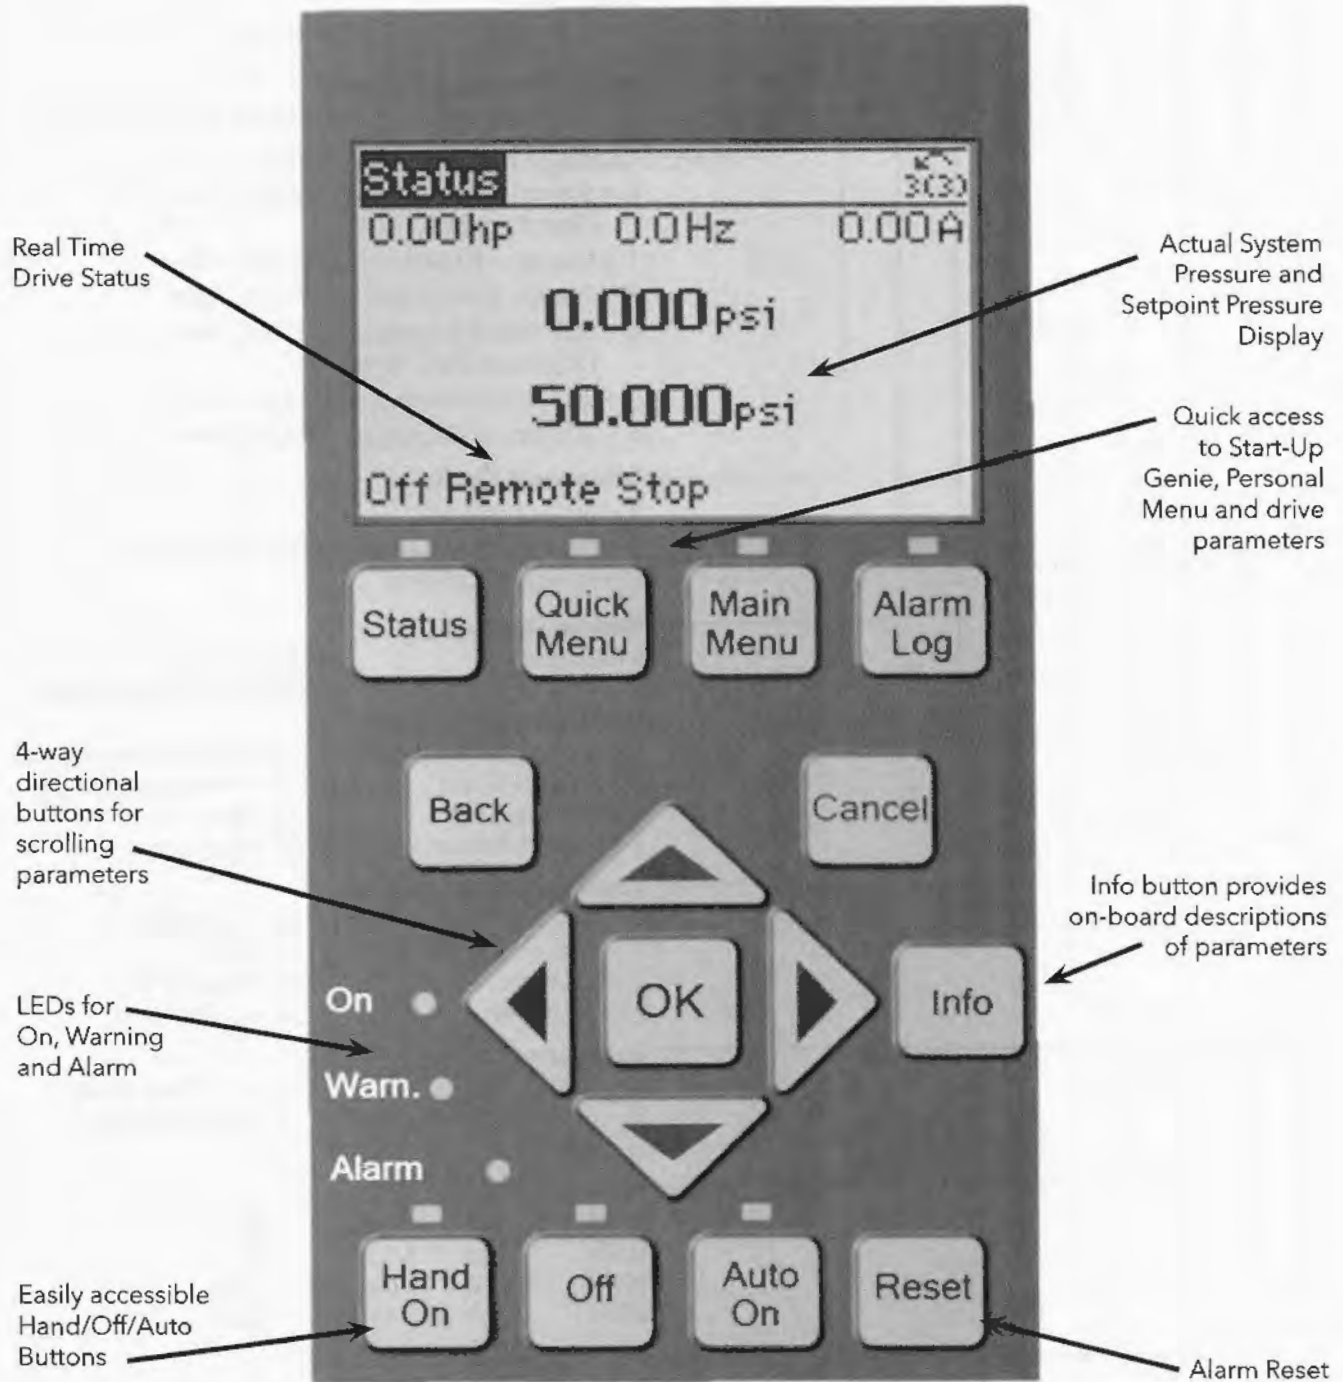 Status
3(3)
0.00hp 0.0Hz 0.00A
0.000psi
50.000psi
Off Remote Stop
Real Time
Drive Status
Actual System
Pressure and
Setpoint Pressure
Display
Quick access
to Start-Up
Genie, Personal
Menu and drive
parameters
Status
Quick
Menu
Main
Menu
Alarm
Log
4-way
directional
buttons for
scrolling
parameters
Back
Cancel
OK
Info
Info button provides
on-board descriptions
of parameters
LEDs for
On, Warning
and Alarm
On
Warn.
Alarm
Hand
On
Off
Auto
On
Reset
Easily accessible
Hand/Off/Auto
Buttons
Alarm Reset